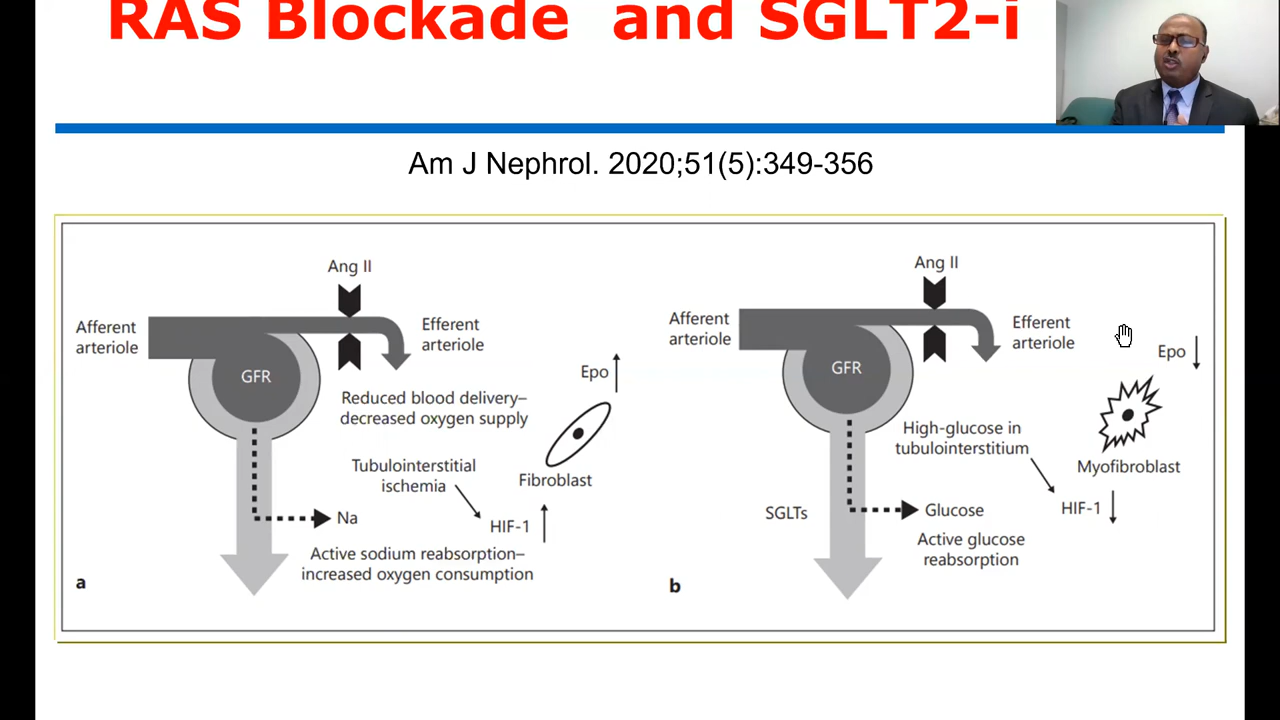 RAS Blockade and SGLT2-i
Am J Nephrol. 2020;51(5):349-356
Ang II
Afferent
arteriole
Efferent
arteriole
GFR
Epo
Reduced blood delivery–
decreased oxygen supply
Tubulointerstitial
ischemia
Fibroblast
Na
HIF-1
Active sodium reabsorption–
increased oxygen consumption
a
Ang II
Afferent
arteriole
Efferent
arteriole
GFR
Epo
High-glucose in
tubulointerstitium
Myofibroblast
SGLTs
Glucose
HIF-1
Active glucose
reabsorption
b